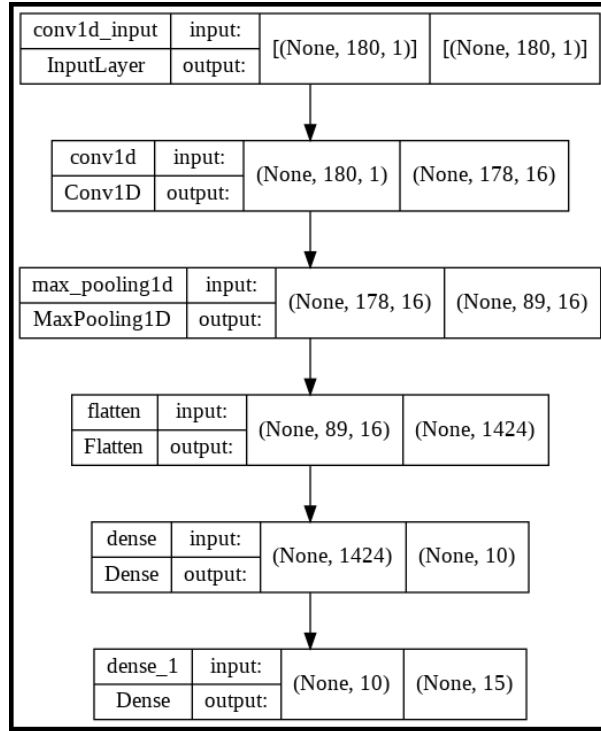 conv1d_input input: [(None, 180, 1)] [(None, 180, 1)]
InputLayer output:
conv1d input: (None, 180, 1) (None, 178, 16)
Conv1D output:
max_pooling1d input: (None, 178, 16) (None, 89, 16)
MaxPooling1D output:
flatten input: (None, 89, 16) (None, 1424)
Flatten output:
dense input: (None, 1424) (None, 10)
Dense output:
dense_1 input: (None, 10) (None, 15)
Dense output: